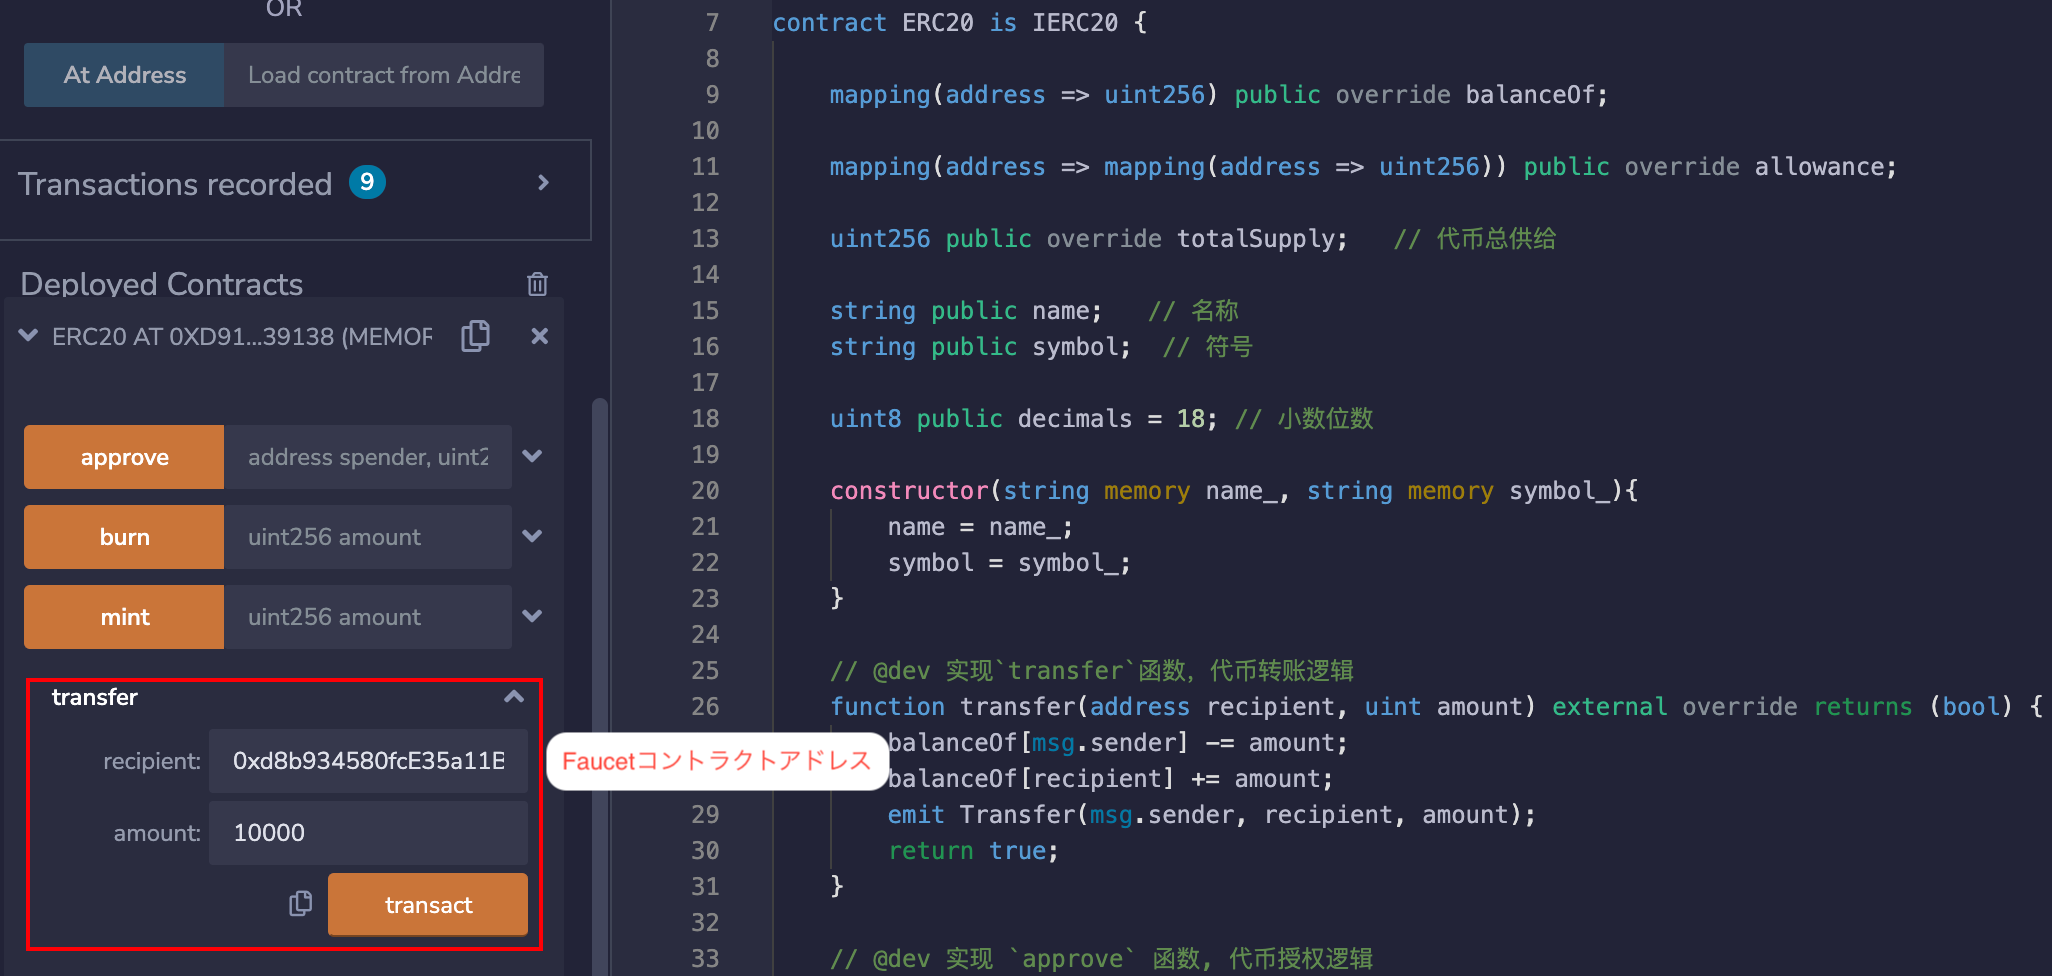 OR
At Address
Load contract from Addre
Transactions recorded 9
Deployed Contracts
ERC20 AT 0XD91...39138 (MEMOR
approve
address spender, uint2
burn
uint256 amount
mint
uint256 amount
transfer
recipient:
0xd8b934580fcE35a11B
amount:
10000
transact
Faucetコントラクトアドレス
7 contract ERC20 is IERC20 {
8
9 mapping(address => uint256) public override balanceOf;
10
11 mapping(address => mapping(address => uint256)) public override allowance;
12
13 uint256 public override totalSupply; // 代币总供给
14
15 string public name; // 名称
16 string public symbol; // 符号
17
18 uint8 public decimals = 18; // 小数位数
19
20 constructor(string memory name_, string memory symbol_){
21 name = name_;
22 symbol = symbol_;
23 }
24
25 // @dev 实现`transfer`函数，代币转账逻辑
26 function transfer(address recipient, uint amount) external override returns (bool) {
balanceOf[msg.sender] -= amount;
balanceOf[recipient] += amount;
29 emit Transfer(msg.sender, recipient, amount);
30 return true;
31 }
32
33 // @dev 实现 `approve` 函数, 代币授权逻辑